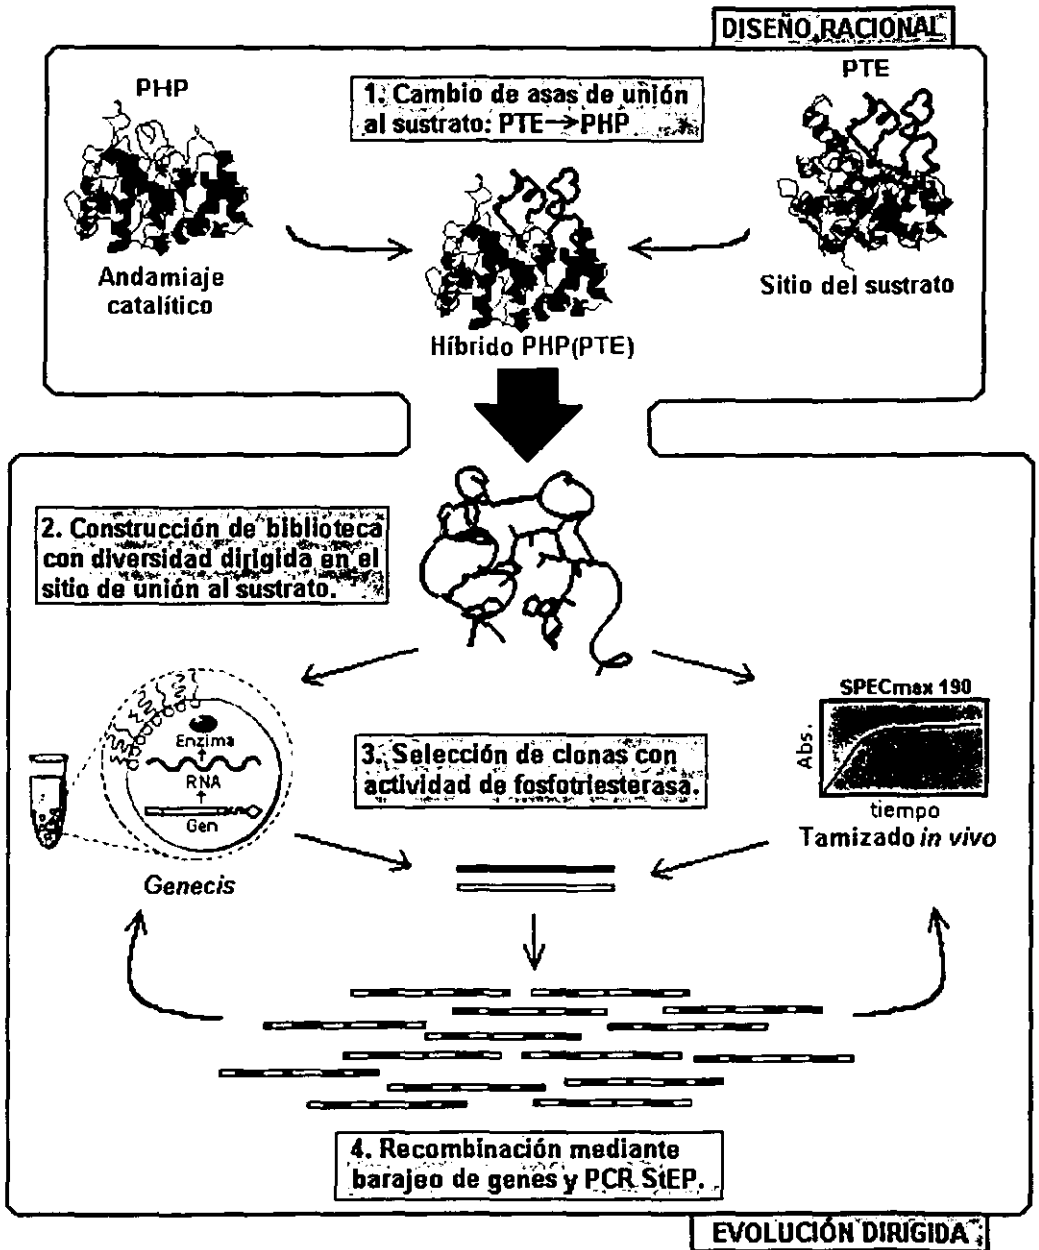 DISEÑO RACIONAL
PHP
1. Cambio de asas de unión
al sustrato: PTE→PHP
PTE
Andamiaje
catalítico
Sitio del sustrato
Híbrido PHP(PTE)
2. Construcción de biblioteca
con diversidad dirigida en el
sitio de unión al sustrato.
Enzima
RNA
Gen
Genecis
3. Selección de clonas con
actividad de fosfotriesterasa.
SPECmax 190
Abs.
tiempo
Tamizado in vivo
4. Recombinación mediante
barajeo de genes y PCR StEP.
EVOLUCIÓN DIRIGIDA